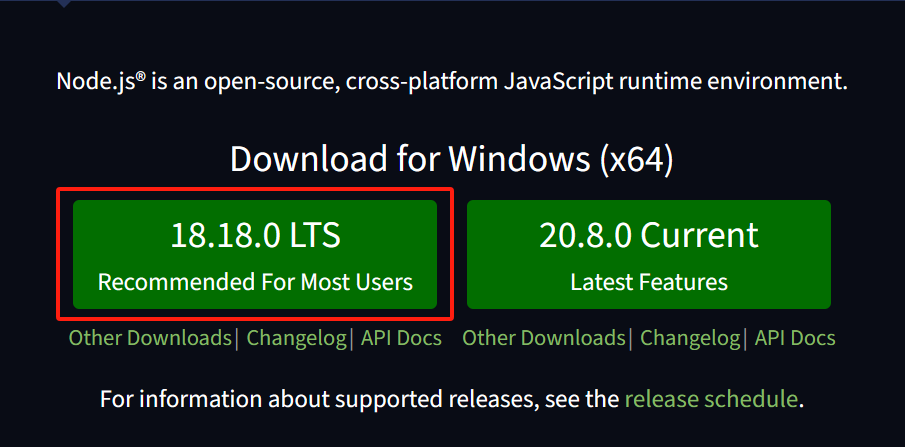 Node.js® is an open-source, cross-platform JavaScript runtime environment.
Download for Windows (x64)
18.18.0 LTS
Recommended For Most Users
20.8.0 Current
Latest Features
Other Downloads| Changelog| API Docs
Other Downloads| Changelog| API Docs
For information about supported releases, see the release schedule.